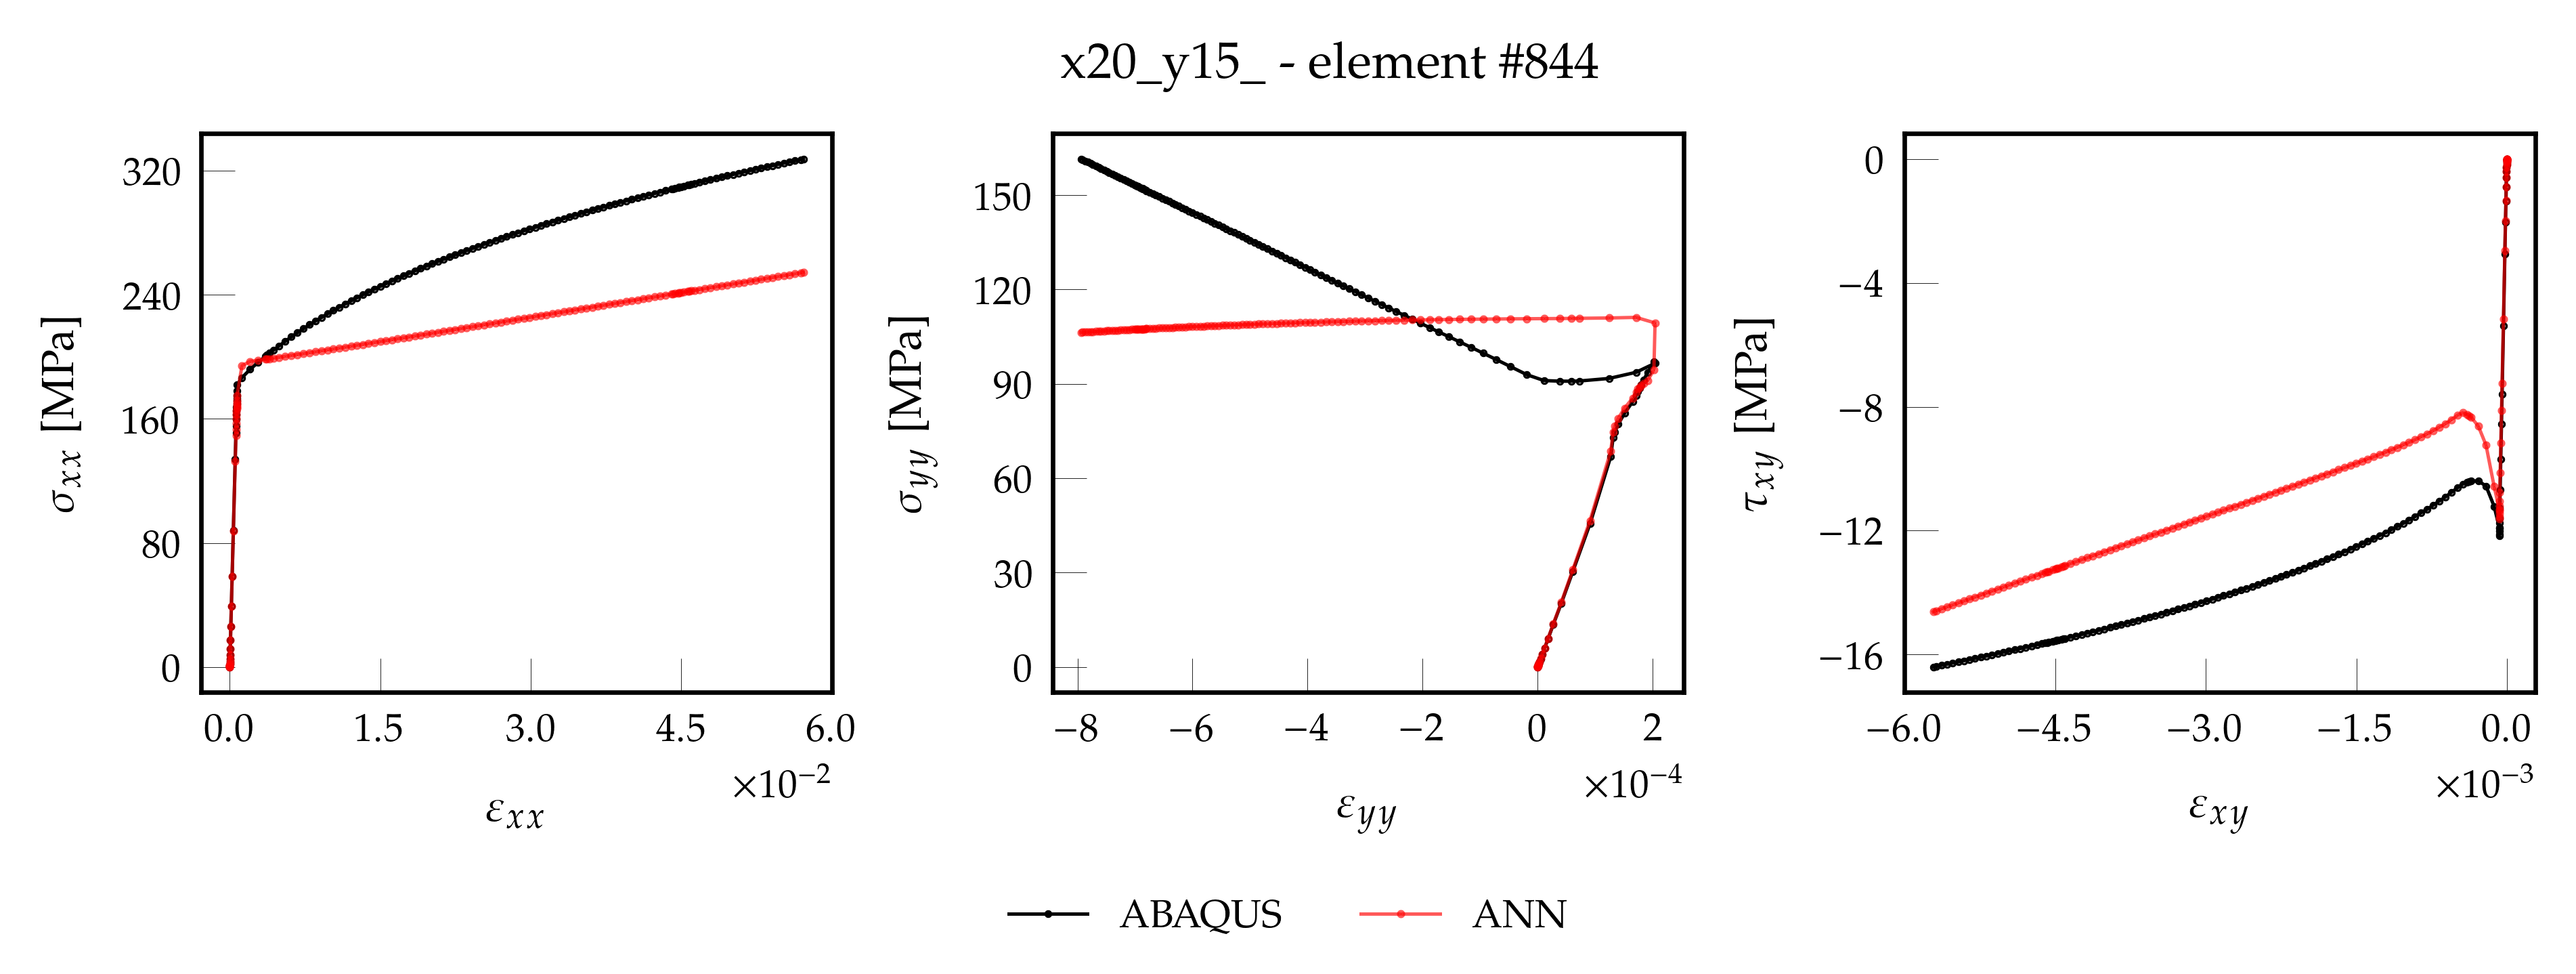 x20_y15_ - element #844
σxx [MPa]
320
240
160
80
0
0.0 1.5 3.0 4.5 6.0
×10−2
εxx
σyy [MPa]
150
120
90
60
30
0
−8 −6 −4 −2 0 2
×10−4
εyy
τxy [MPa]
0
−4
−8
−12
−16
−6.0 −4.5 −3.0 −1.5 0.0
×10−3
εxy
ABAQUS ANN